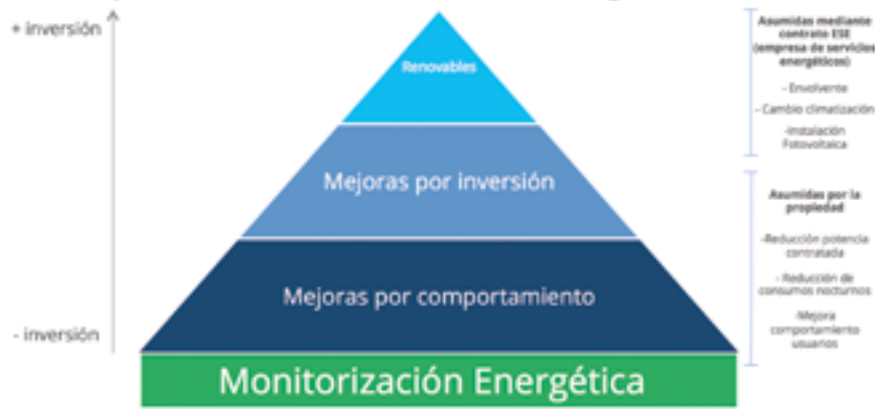 + inversión
Renovables
Mejoras por inversión
Mejoras por comportamiento
- inversión
Monitorización Energética
Asumidas mediante
contrato ESE
(empresa de servicios
energéticos)
- Envolvente
- Cambio climatización
-Instalación
Fotovoltaica
Asumidas por la
propiedad
-Reducción potencia
contratada
- Reducción de
consumos nocturnos
-Mejora
comportamiento
usuarios